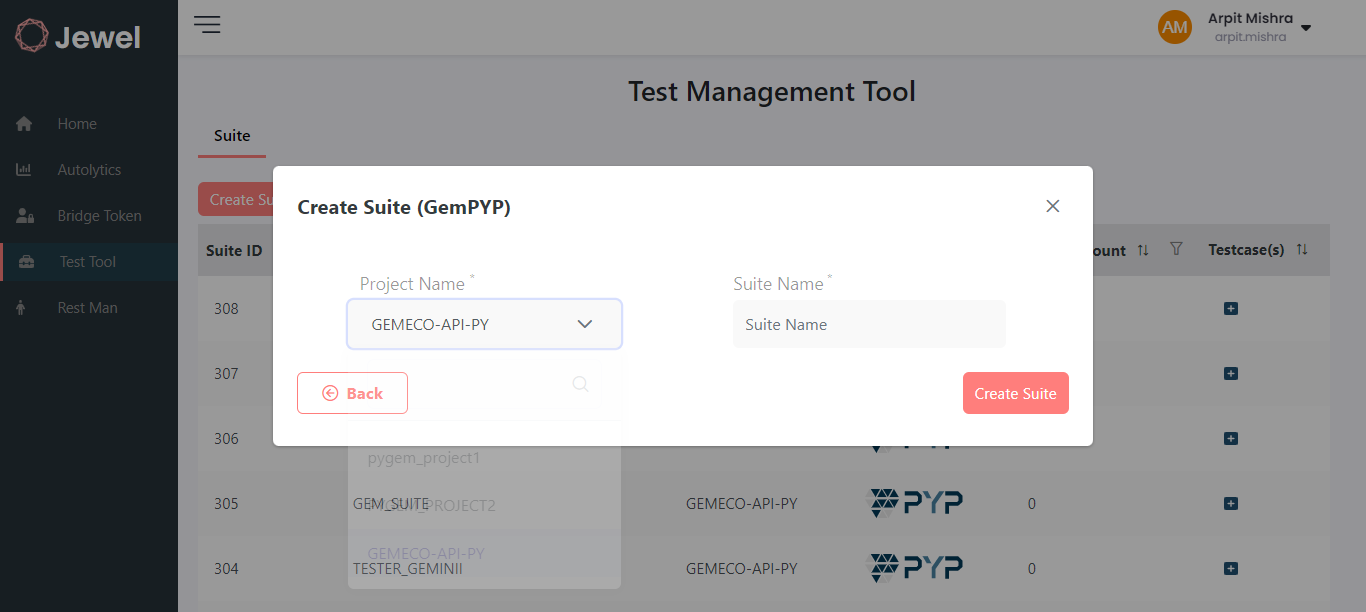 Jewel
Arpit Mishra
AM
arpit.mishra
Home
Autolytics
Bridge Token
Test Tool
Rest Man
Test Management Tool
Suite
Create Su
Suite ID
ount
Testcase(s)
Create Suite (GemPYP)
Project Name *
Suite Name *
GEMECO-API-PY
Suite Name
Back
Create Suite
308
307
306
pygem_project1
305 GEM_SUITE GEMECO-API-PY PYP 0
GEMECO-API-PY
304 TESTER_GEMINII GEMECO-API-PY PYP 0